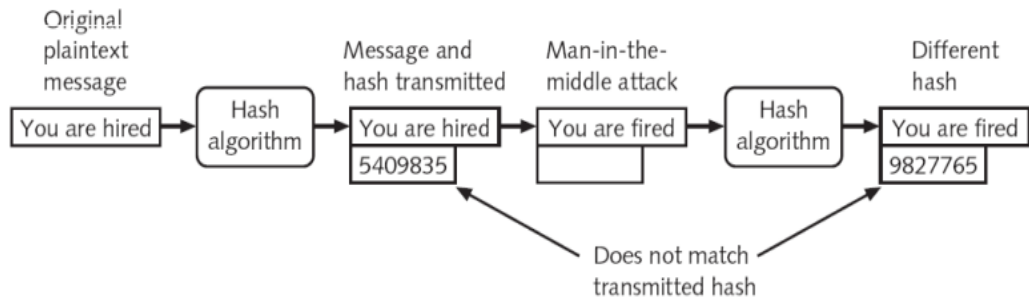 Original
plaintext
message
Message and
hash transmitted
Man-in-the-
middle attack
Different
hash
You are hired
Hash
algorithm
You are hired
5409835
You are fired
Hash
algorithm
You are fired
9827765
Does not match
transmitted hash